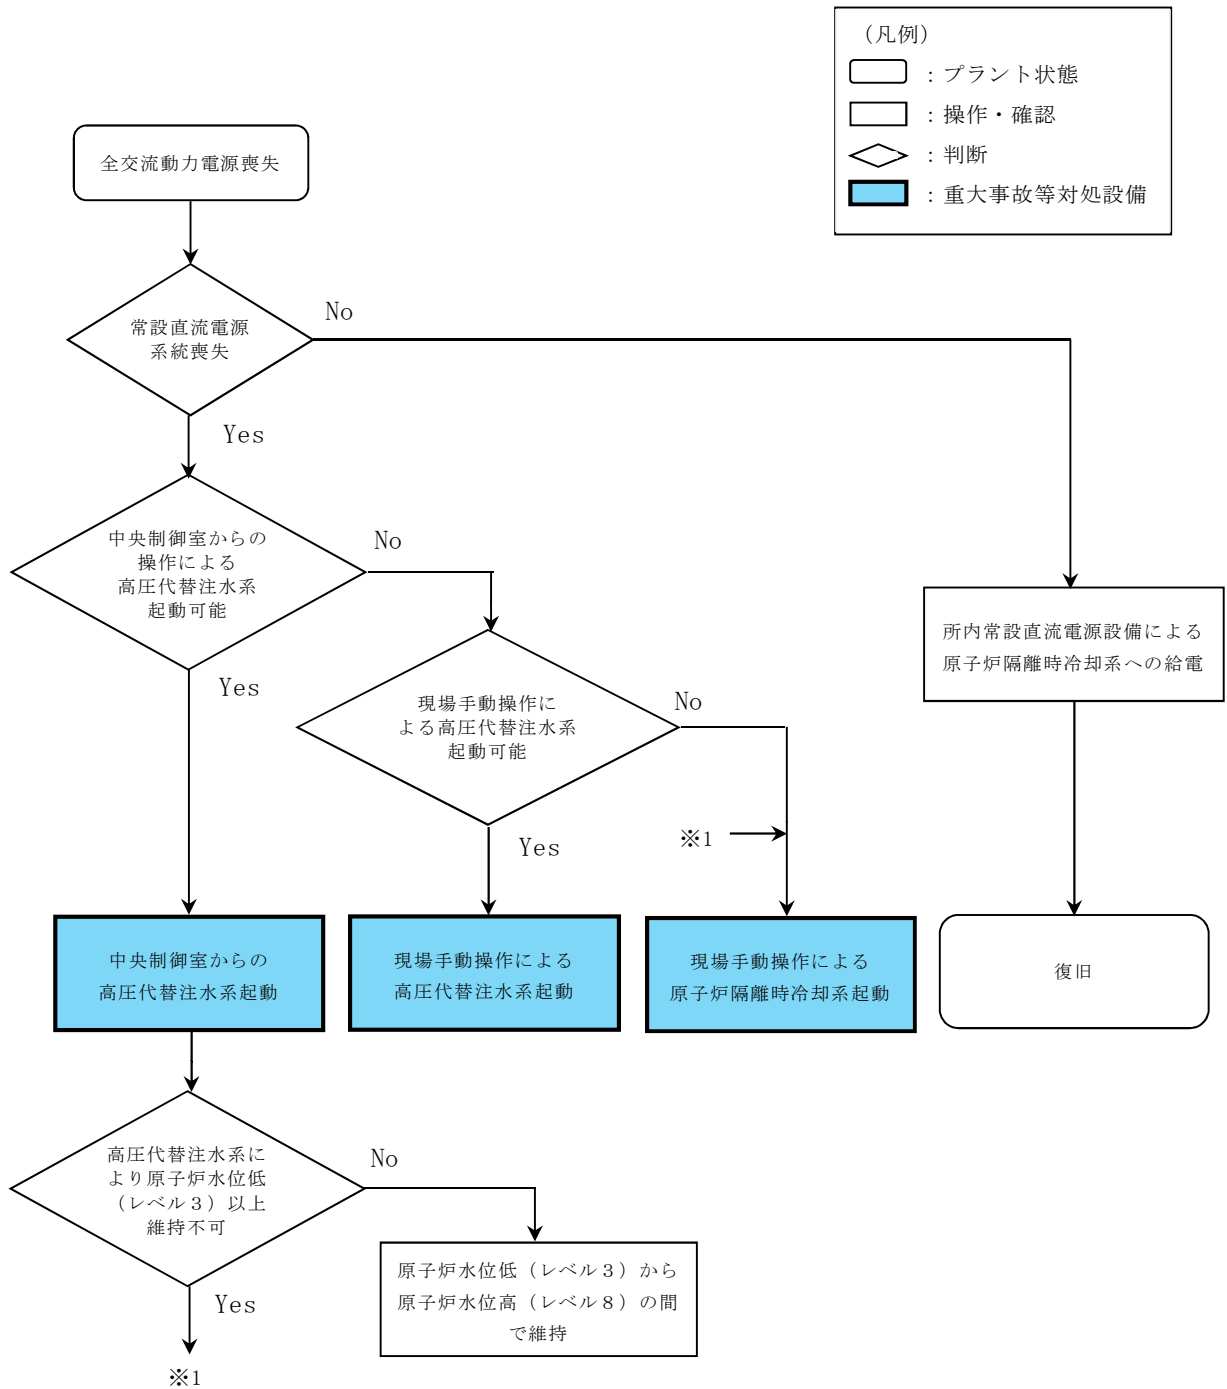 （凡例）
：プラント状態
：操作・確認
：判断
：重大事故等対処設備
全交流動力電源喪失
常設直流電源
系統喪失
No
Yes
中央制御室からの
操作による
高圧代替注水系
起動可能
No
Yes
現場手動操作に
よる高圧代替注水系
起動可能
No
Yes
※1
所内常設直流電源設備による
原子炉隔離時冷却系への給電
中央制御室からの
高圧代替注水系起動
現場手動操作による
高圧代替注水系起動
現場手動操作による
原子炉隔離時冷却系起動
復旧
高圧代替注水系に
より原子炉水位低
（レベル３）以上
維持不可
No
Yes
原子炉水位低（レベル３）から
原子炉水位高（レベル８）の間
で維持
※1